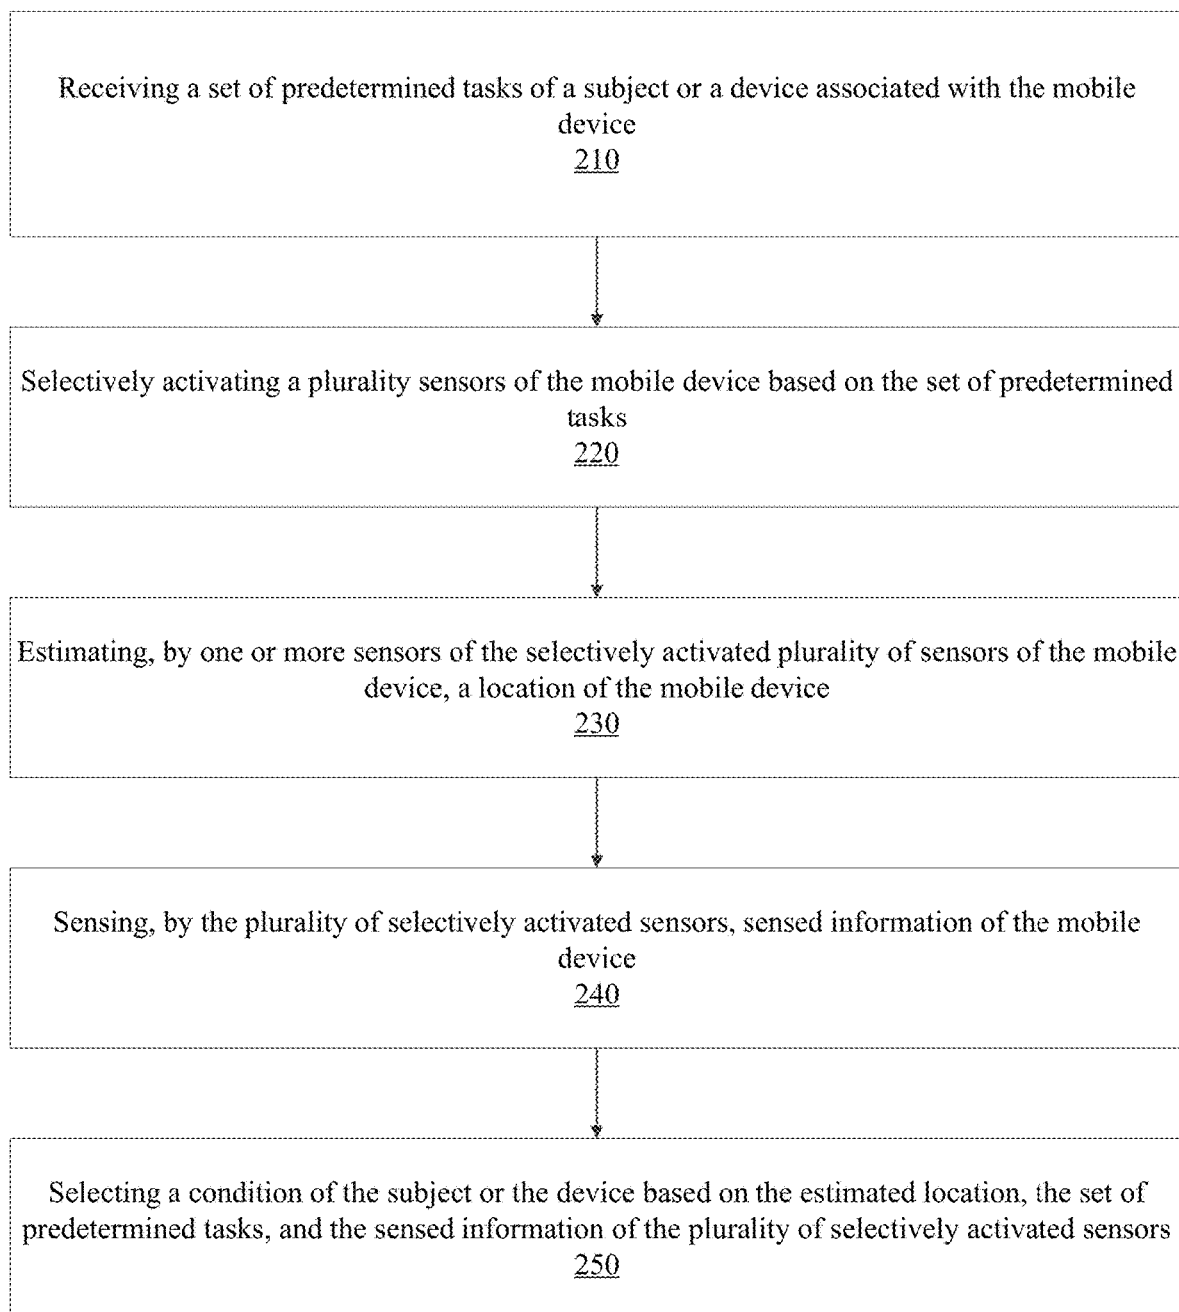 Receiving a set of predetermined tasks of a subject or a device associated with the mobile
device
210
Selectively activating a plurality sensors of the mobile device based on the set of predetermined
tasks
220
Estimating, by one or more sensors of the selectively activated plurality of sensors of the mobile
device, a location of the mobile device
230
Sensing, by the plurality of selectively activated sensors, sensed information of the mobile
device
240
Selecting a condition of the subject or the device based on the estimated location, the set of
predetermined tasks, and the sensed information of the plurality of selectively activated sensors
250